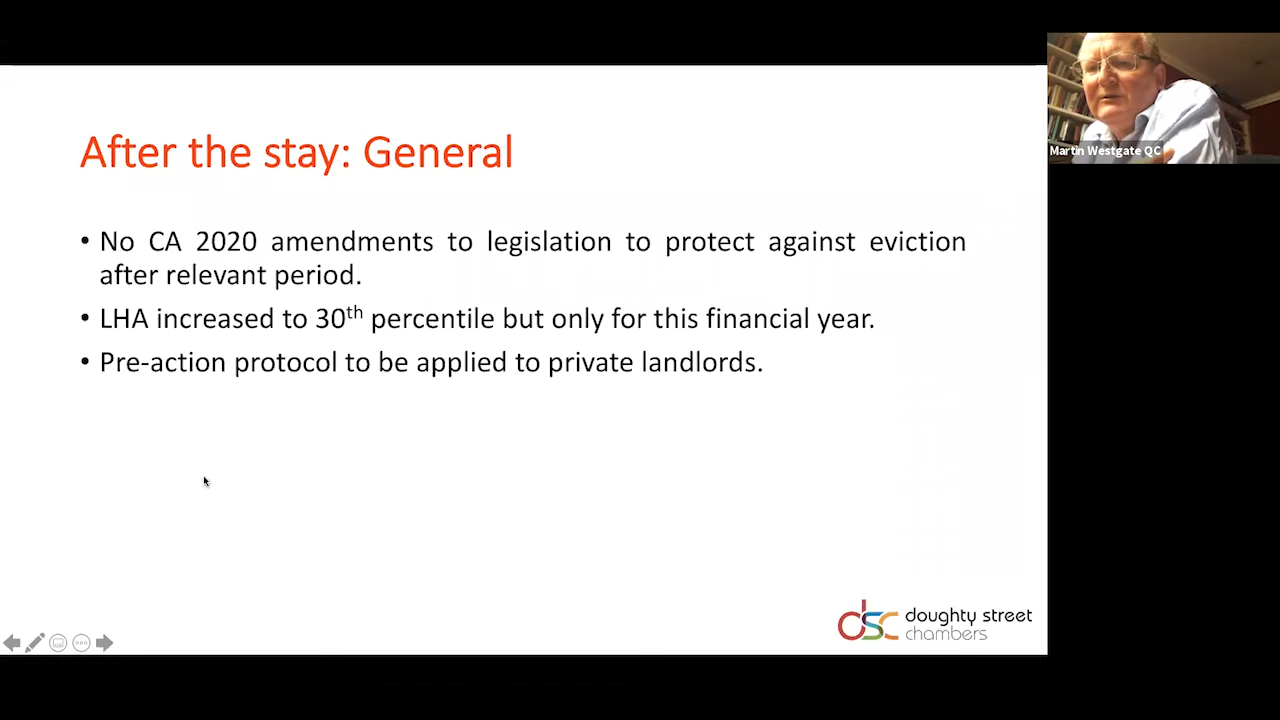 After the stay: General
• No CA 2020 amendments to legislation to protect against eviction
after relevant period.
• LHA increased to 30th percentile but only for this financial year.
• Pre-action protocol to be applied to private landlords.
Martin Westgate QC
dsc doughty street
chambers